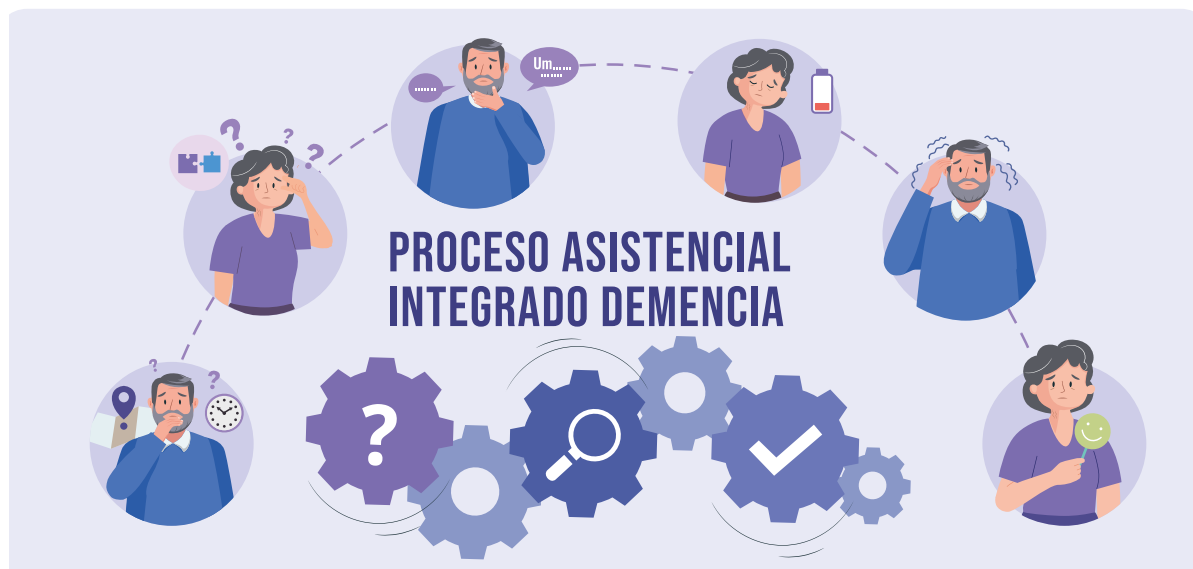 Um......
PROCESO ASISTENCIAL
INTEGRADO DEMENCIA